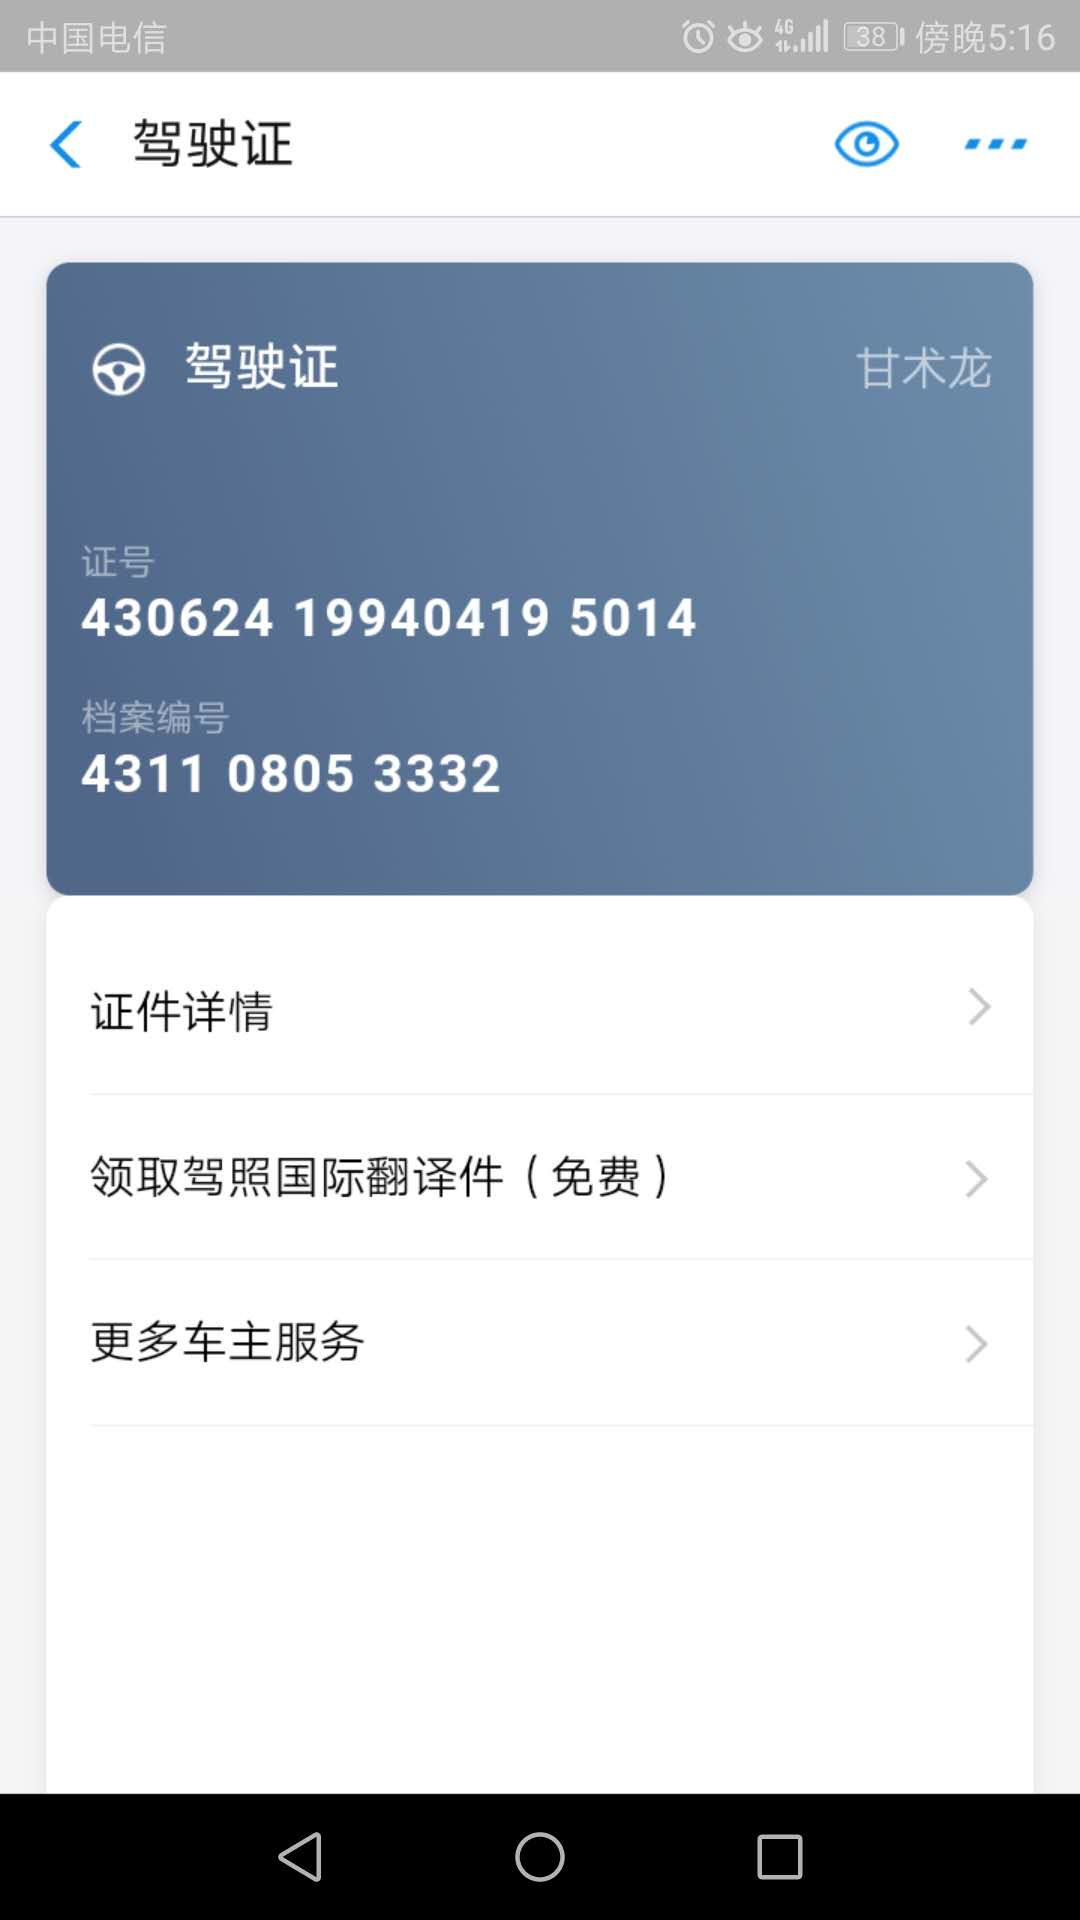 中国电信 4G 38 傍晚5:16
驾驶证
驾驶证 甘术龙
证号
430624 19940419 5014
档案编号
4311 0805 3332
证件详情
领取驾照国际翻译件（免费）
更多车主服务